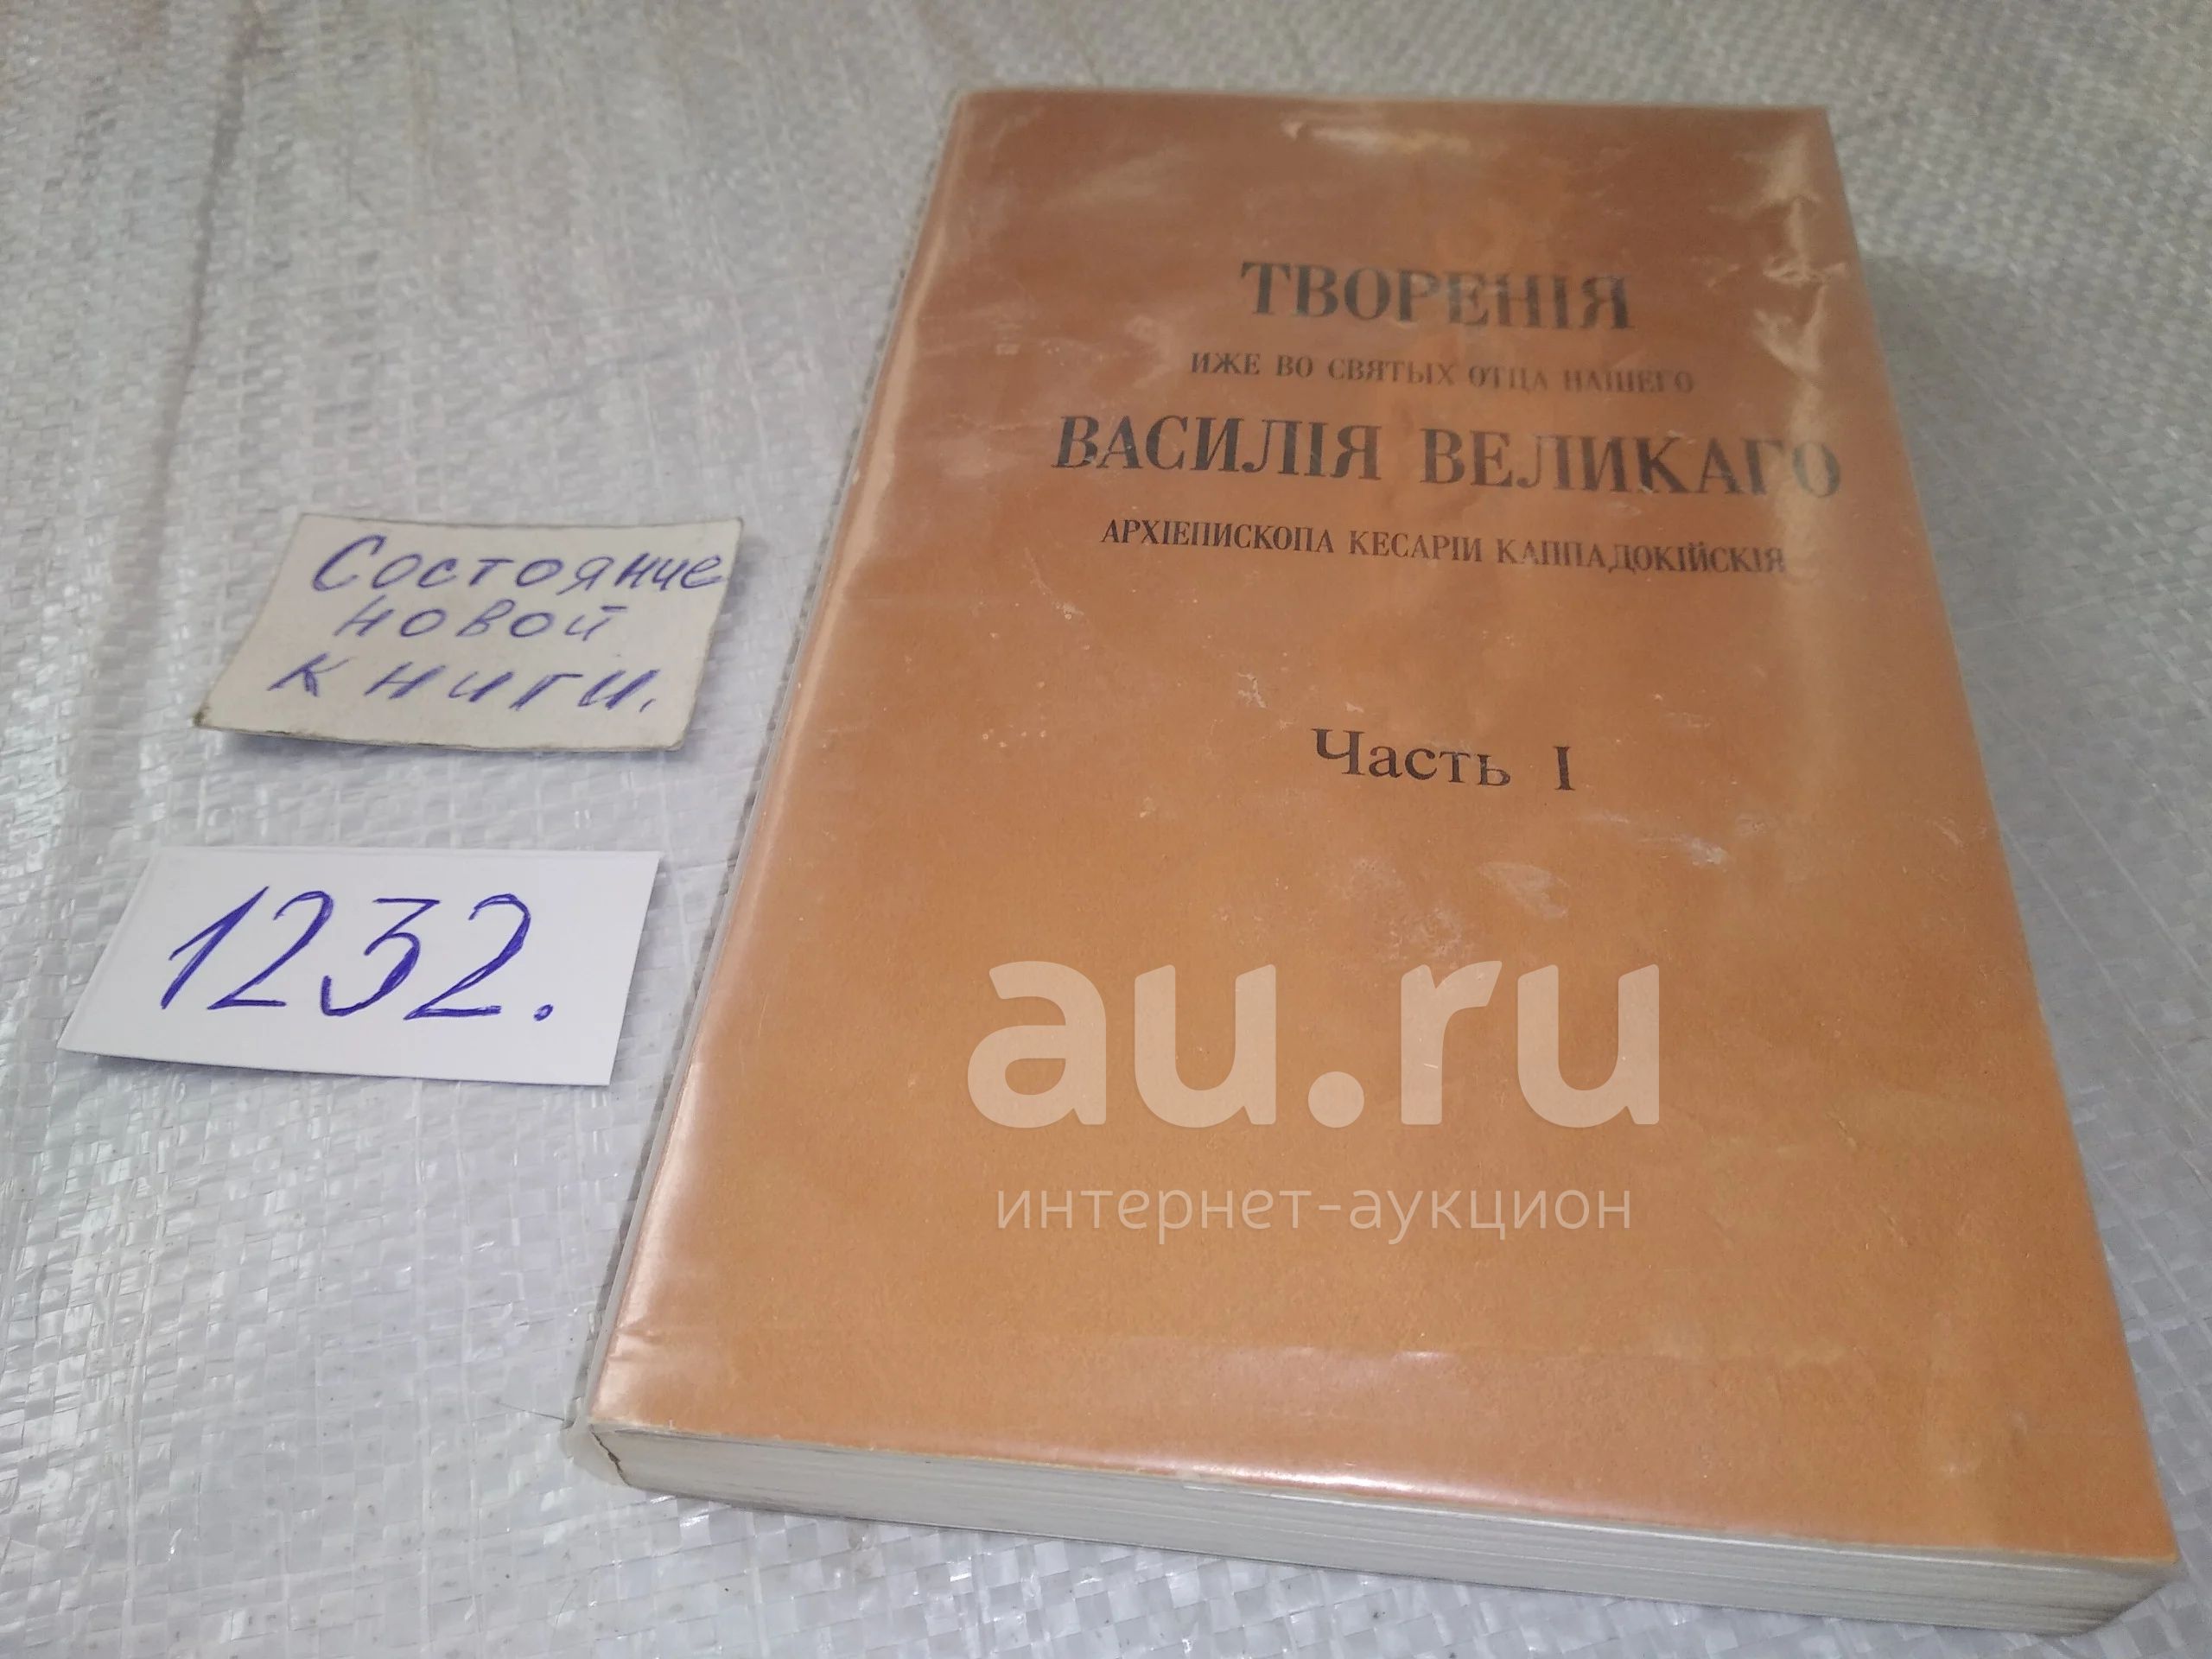 ТВОРЕНІЯ
ИЖЕ ВО СВЯТЫХ ОТЦА НАШЕГО
ВАСИЛІЯ ВЕЛИКАГО
АРХІЕПИСКОПА КЕСАРІИ КАППАДОКІЙСКІЯ
Часть I
Состояние
новой
книги.
1232.
au.ru
интернет-аукцион